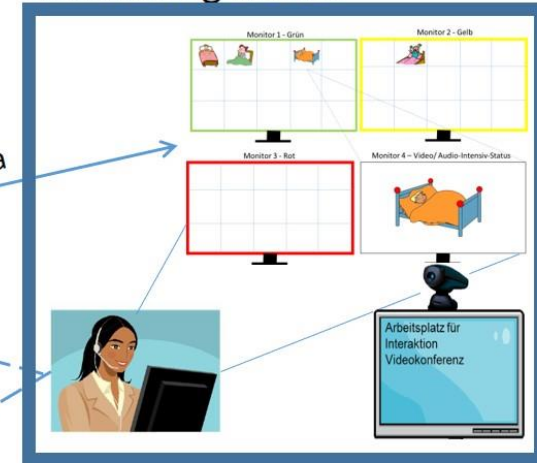 Monitor 1 - Grün
Monitor 2 - Gelb
Monitor 3 - Rot
Monitor 4 – Video/ Audio-Intensiv-Status
Arbeitsplatz für
Interaktion
Videokonferenz